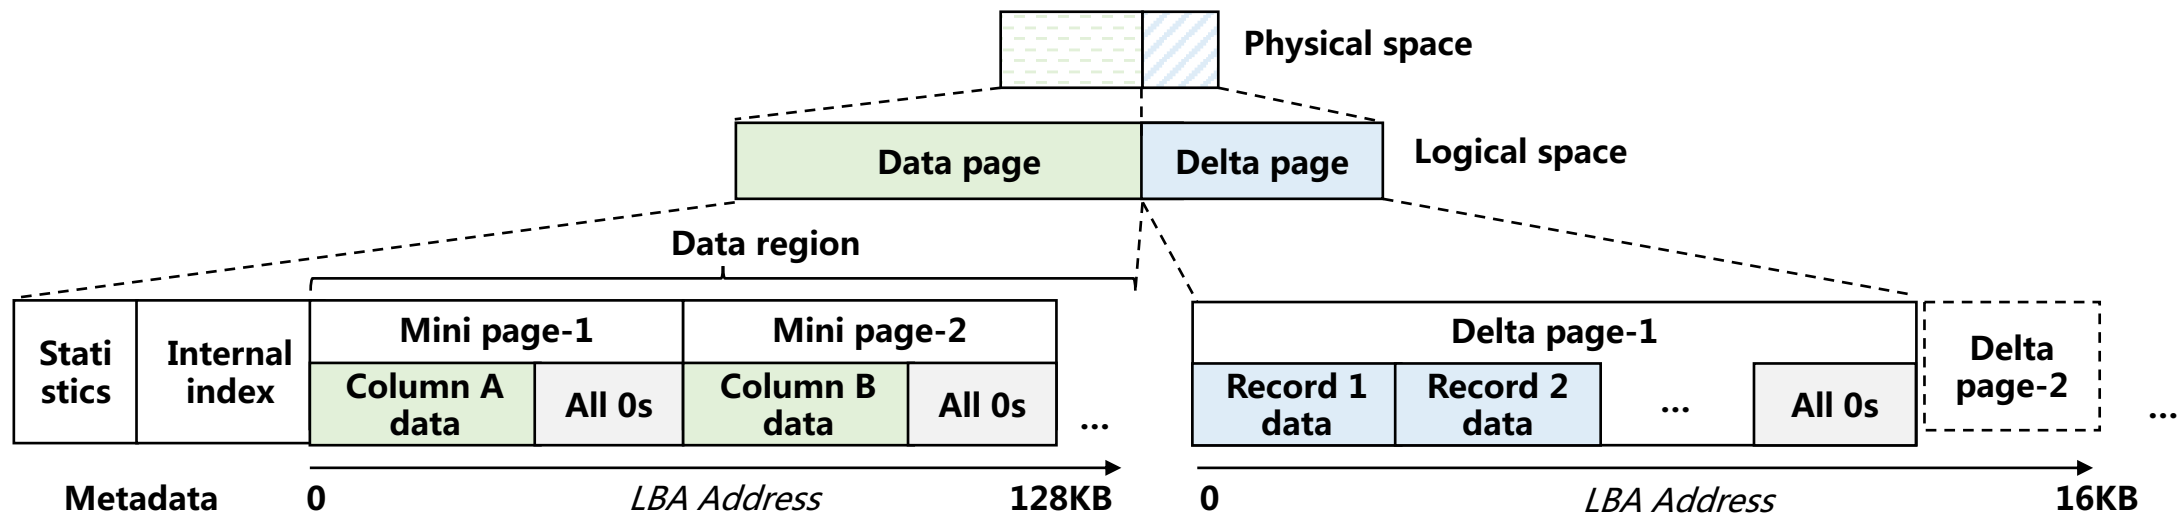 Physical space
Data page
Delta page
Logical space
Data region
Stati
stics
Internal
index
Mini page-1
Mini page-2
Column A
data
All 0s
Column B
data
All 0s
...
Delta page-1
Record 1
data
Record 2
data
...
All 0s
Delta
page-2
...
Metadata
0
LBA Address
128KB
0
LBA Address
16KB